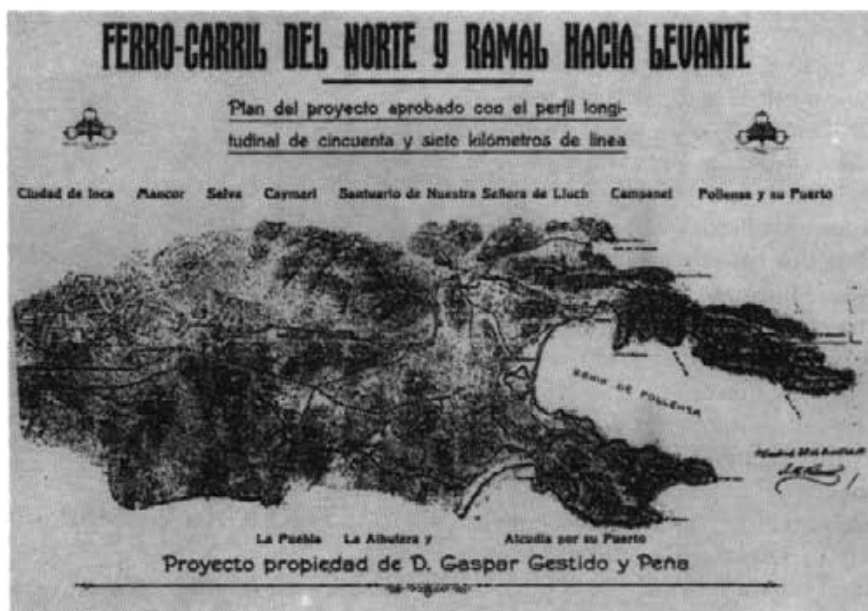 FERRO-CARRIL DEL NORTE Y RAMAL HACIA LEVANTE
Plan del proyecto aprobado con el perfil longi-
tudinal de cincuenta y siete kilómetros de línea
Ciudad de Inca Mancor Selva Caymari Santuario de Nuestra Señora de Lluch Campanet Pollensa y su Puerto
BAHIA DE POLLENSA
La Puebla La Albufera y Alcudia por su Puerto
Proyecto propiedad de D. Gaspar Gestido y Peña